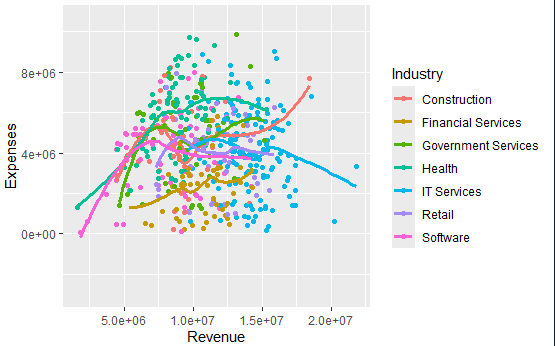 Expenses
8e+06
4e+06
0e+00
5.0e+06 1.0e+07 1.5e+07 2.0e+07
Revenue
Industry
Construction
Financial Services
Government Services
Health
IT Services
Retail
Software